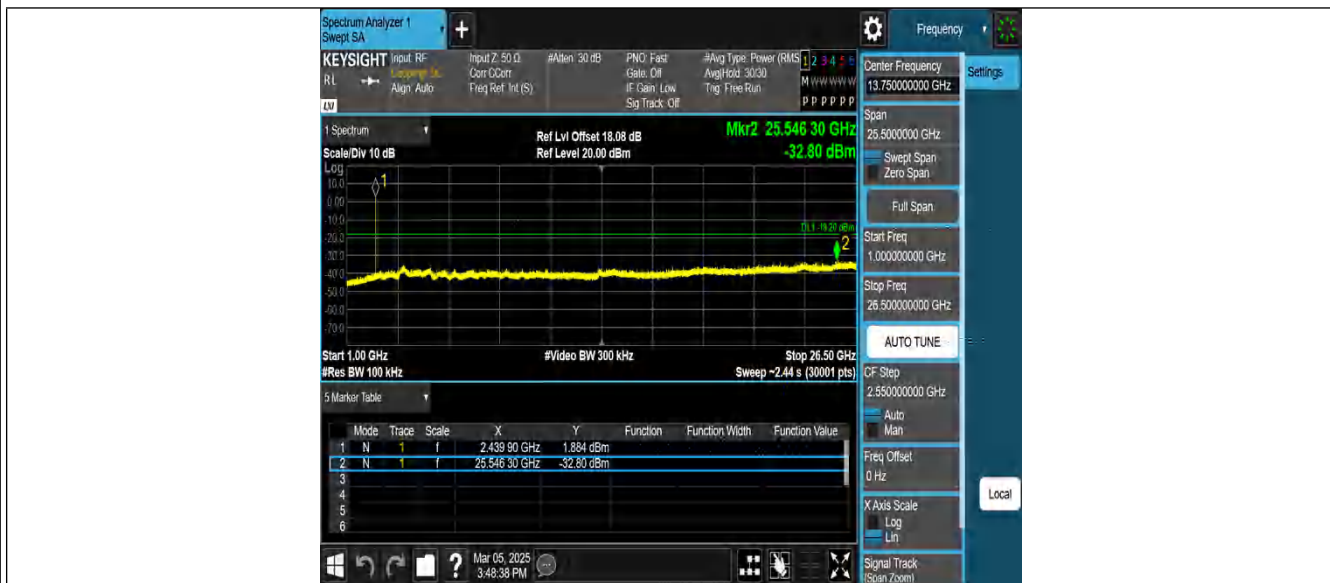 Spectrum Analyzer 1
Swept SA
+
Frequency
KEYSIGHT
RL
LXI
Input: RF
Coupling: DC
Align: Auto
Input Z: 50 Ω
Corr CCorr
Freq Ref: Int (S)
#Atten: 30 dB
PNO: Fast
Gate: Off
IF Gain: Low
Sig Track: Off
#Avg Type: Power (RMS
Avg|Hold: 30/30
Trig: Free Run
1 2 3 4 5 6
M W W W W W
P P P P P P
1 Spectrum
Scale/Div 10 dB
Ref Lvl Offset 18.08 dB
Ref Level 20.00 dBm
Mkr2 25.546 30 GHz
-32.80 dBm
Log
10.0
0.00
-10.0
-20.0
-30.0
-40.0
-50.0
-60.0
-70.0
1
DL1 -18.20 dBm
2
Start 1.00 GHz
#Res BW 100 kHz
#Video BW 300 kHz
Stop 26.50 GHz
Sweep ~2.44 s (30001 pts)
5 Marker Table
Mode Trace Scale X Y Function Function Width Function Value
1 N 1 f 2.439 90 GHz 1.884 dBm
2 N 1 f 25.546 30 GHz -32.80 dBm
3
4
5
6
?
Mar 05, 2025
3:48:38 PM
Center Frequency
13.750000000 GHz
Settings
Span
25.5000000 GHz
Swept Span
Zero Span
Full Span
Start Freq
1.000000000 GHz
Stop Freq
26.500000000 GHz
AUTO TUNE
CF Step
2.550000000 GHz
Auto
Man
Freq Offset
0 Hz
X Axis Scale
Log
Lin
Local
Signal Track
(Span Zoom)